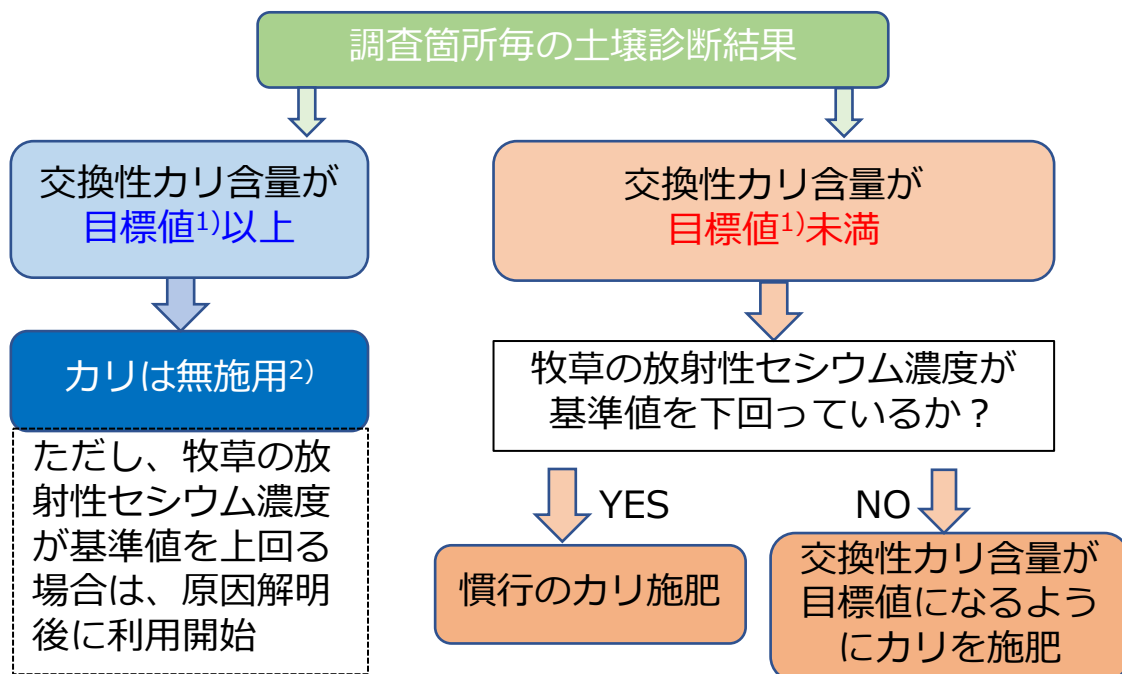 調査箇所毎の土壌診断結果
交換性カリ含量が
目標値1)以上
カリは無施用2)
ただし、牧草の放
射性セシウム濃度
が基準値を上回る
場合は、原因解明
後に利用開始
交換性カリ含量が
目標値1)未満
牧草の放射性セシウム濃度が
基準値を下回っているか？
YES
NO
慣行のカリ施肥
交換性カリ含量が
目標値になるよう
にカリを施肥